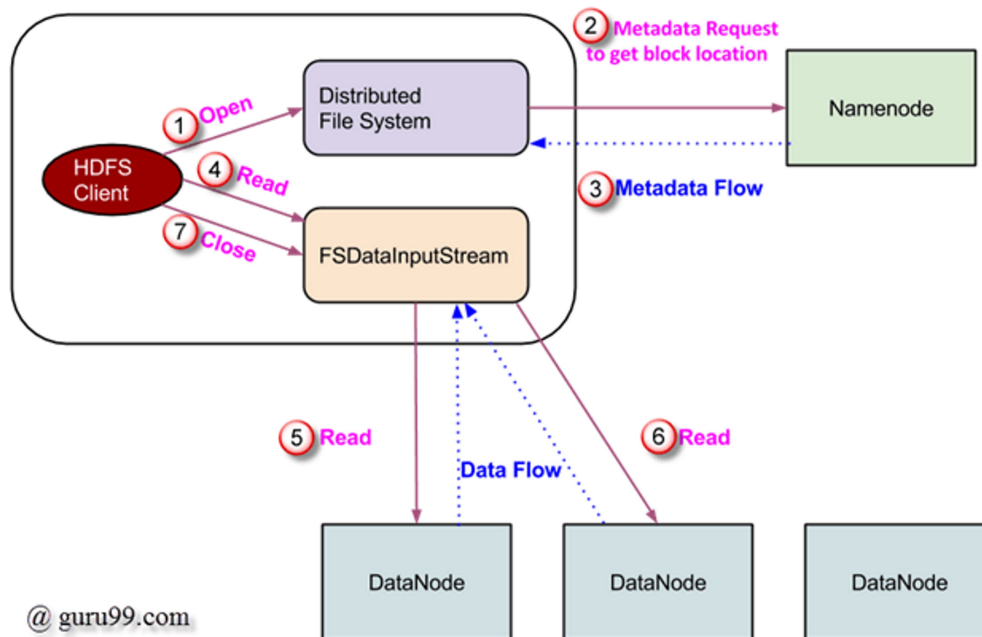 2 Metadata Request
to get block location
1 Open
Distributed
File System
Namenode
HDFS
Client
4 Read
3 Metadata Flow
7 Close
FSDataInputStream
5 Read
6 Read
Data Flow
DataNode
DataNode
DataNode
@ guru99.com